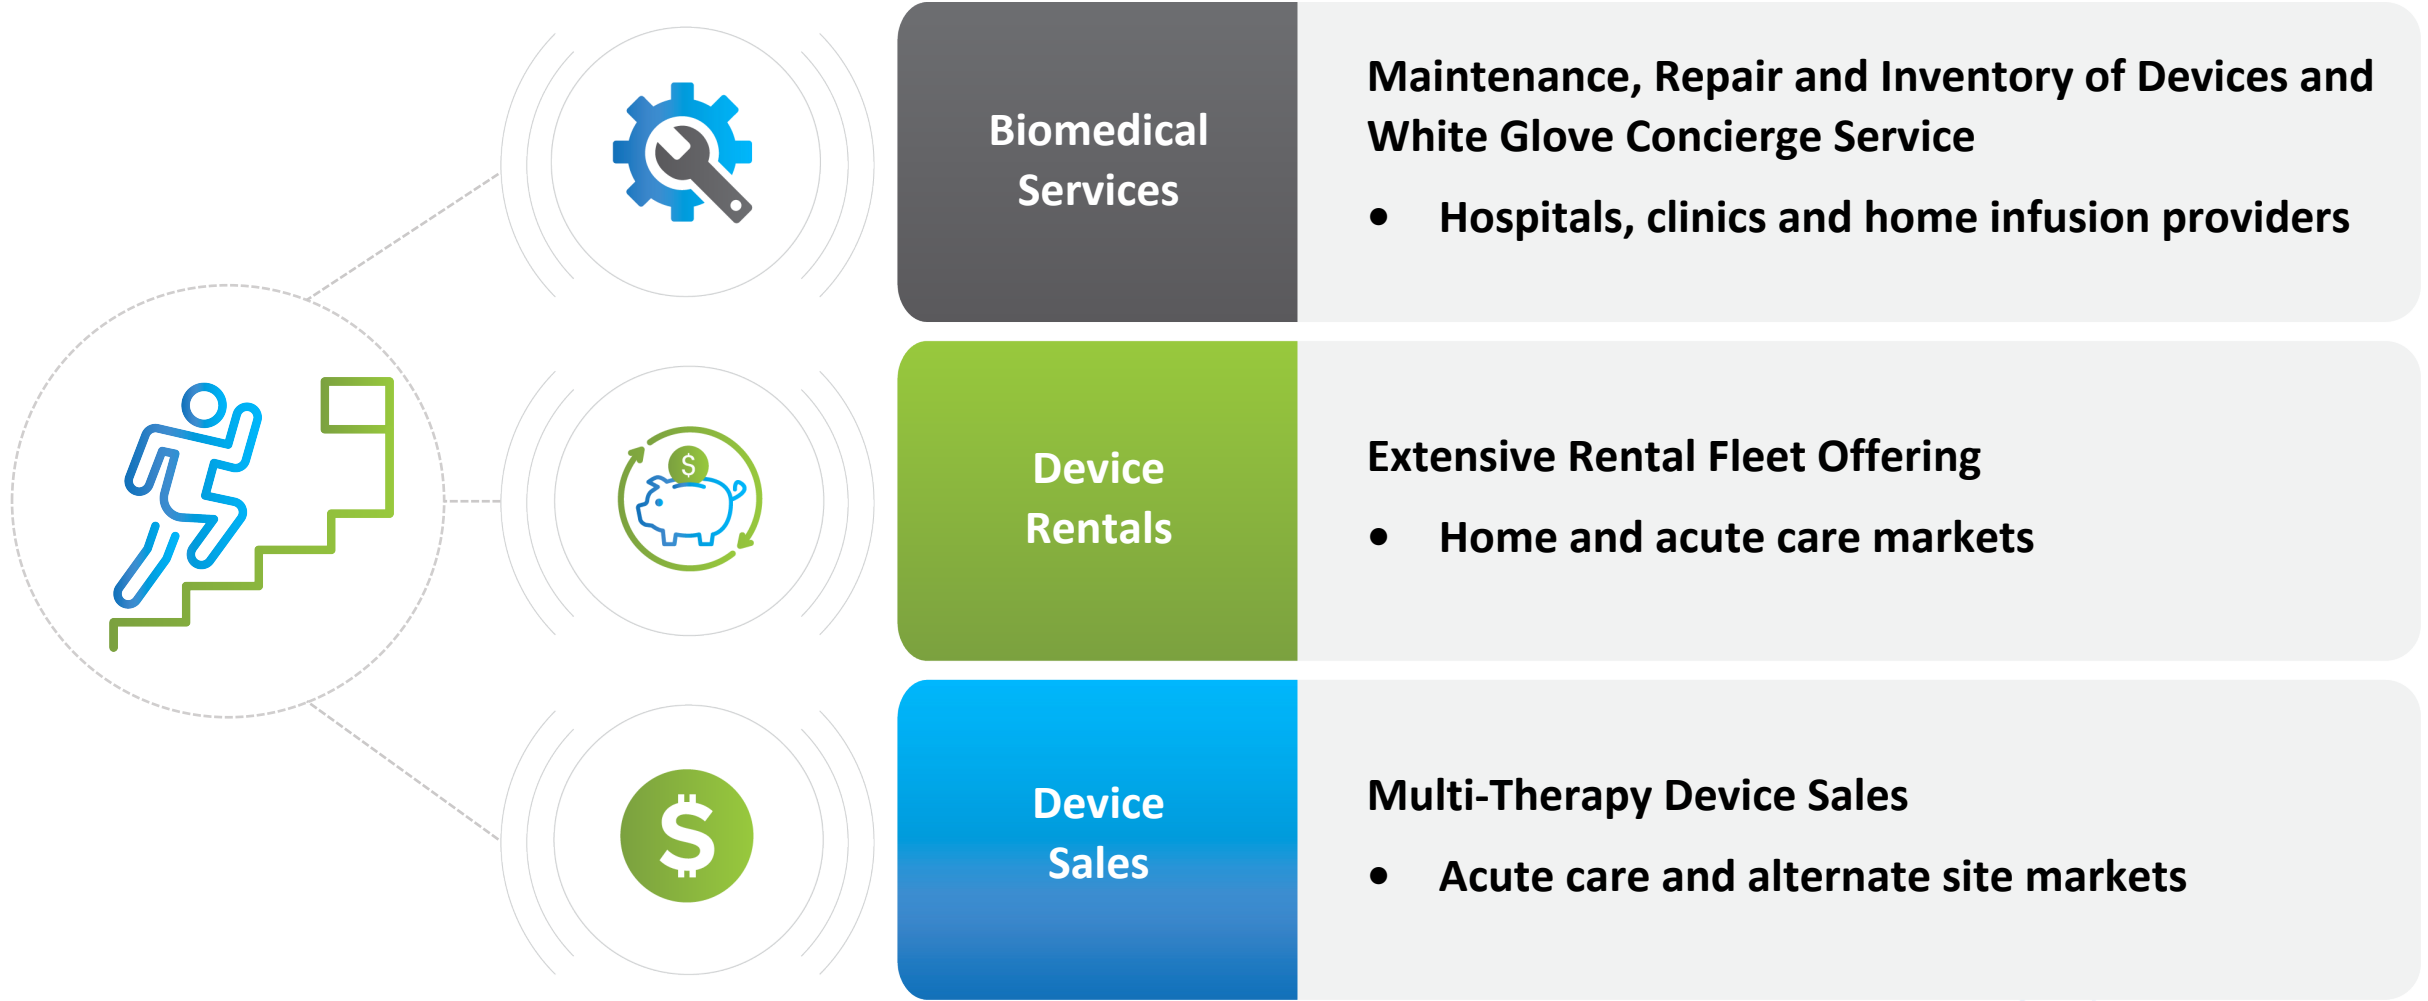 Biomedical
Services
Maintenance, Repair and Inventory of Devices and
White Glove Concierge Service
• Hospitals, clinics and home infusion providers
$
Device
Rentals
Extensive Rental Fleet Offering
• Home and acute care markets
$
Device
Sales
Multi-Therapy Device Sales
• Acute care and alternate site markets